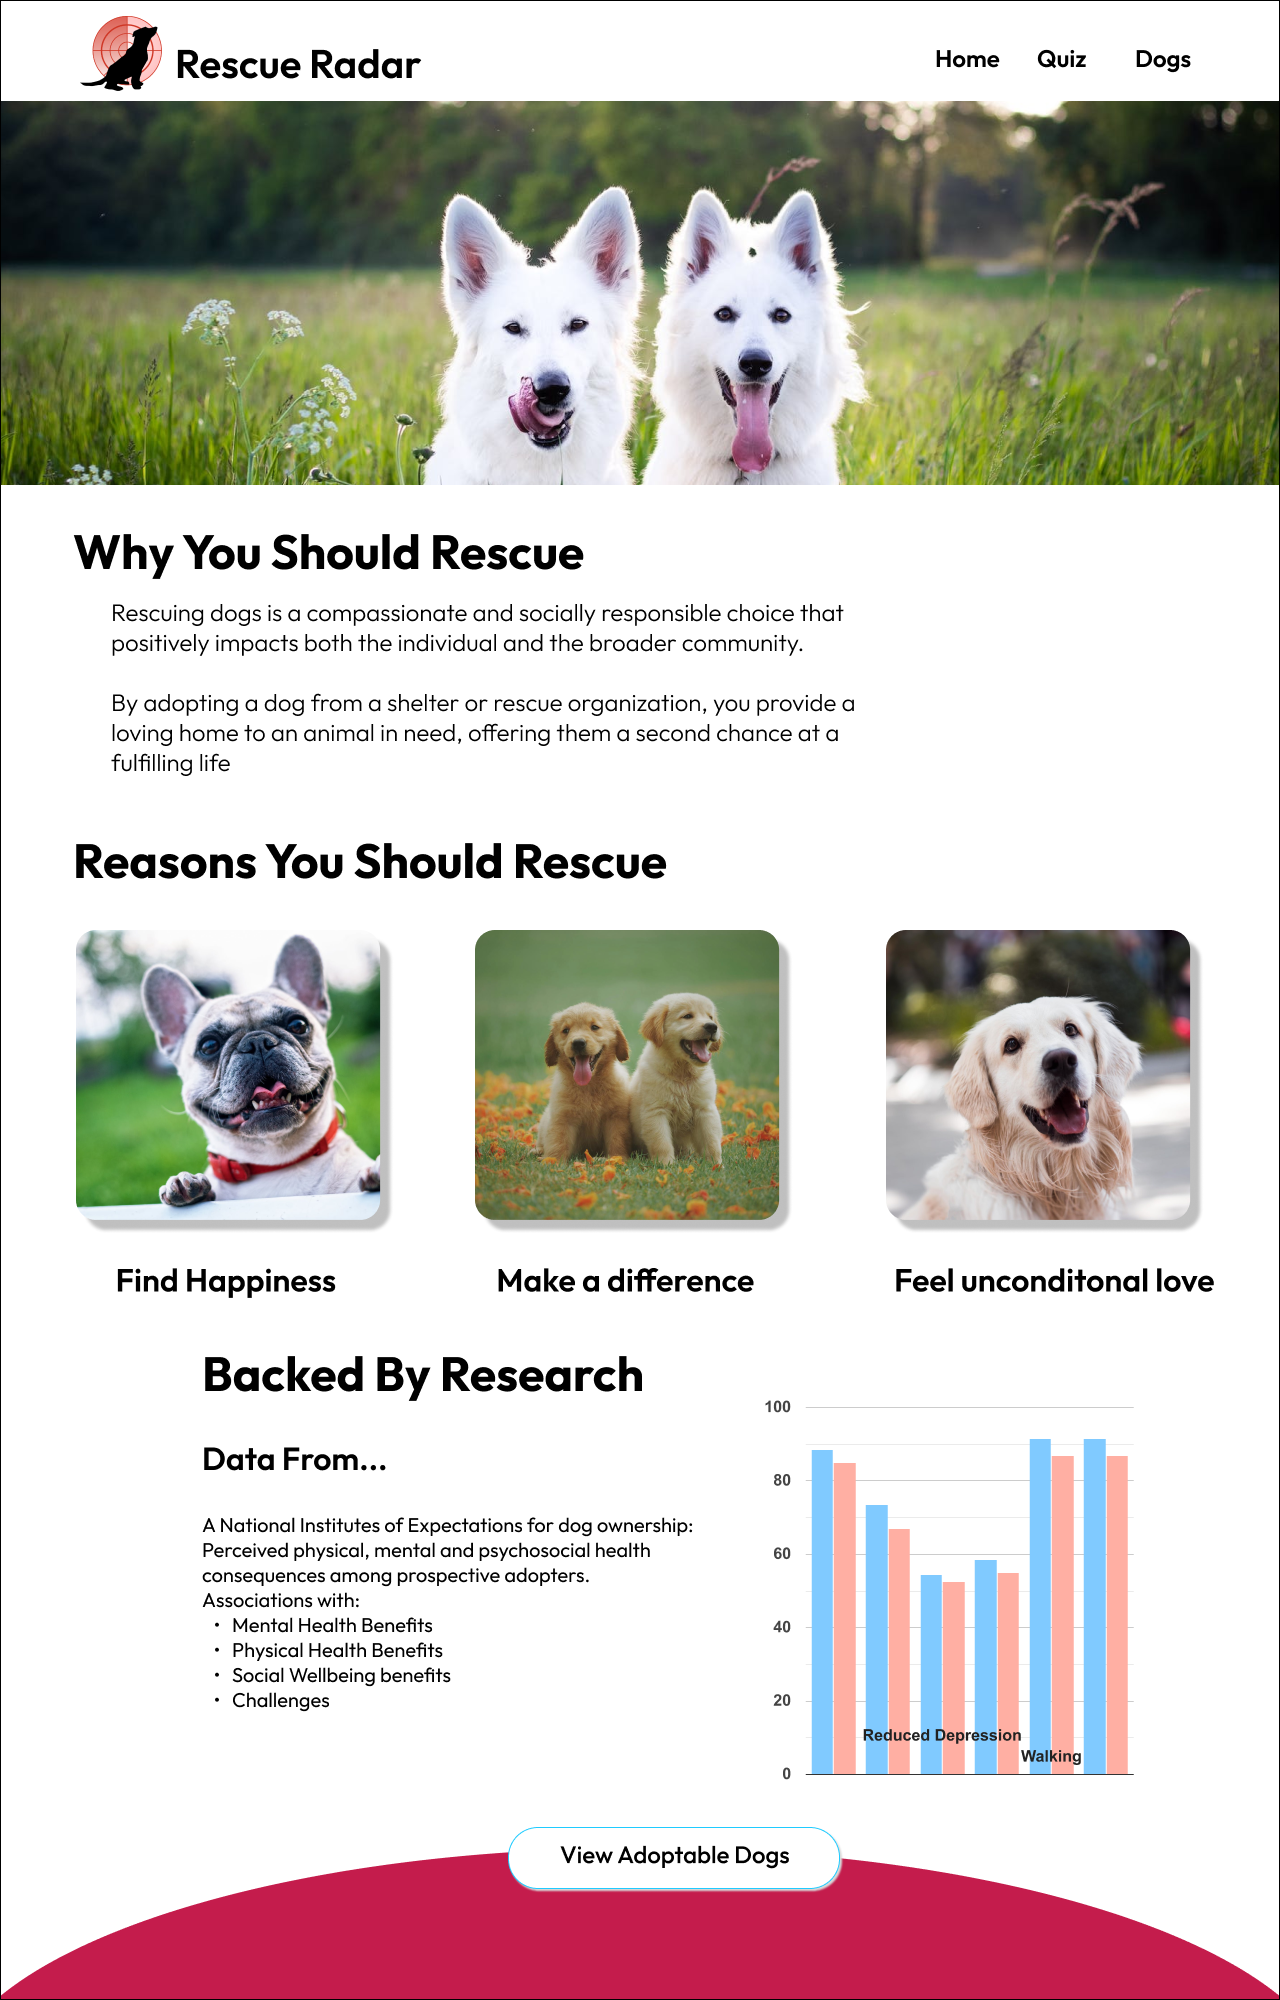 Rescue Radar
Home Quiz Dogs
Why You Should Rescue
Rescuing dogs is a compassionate and socially responsible choice that
positively impacts both the individual and the broader community.
By adopting a dog from a shelter or rescue organization, you provide a
loving home to an animal in need, offering them a second chance at a
fulfilling life
Reasons You Should Rescue
Find Happiness
Make a difference
Feel unconditonal love
Backed By Research
Data From...
A National Institutes of Expectations for dog ownership:
Perceived physical, mental and psychosocial health
consequences among prospective adopters.
Associations with:
• Mental Health Benefits
• Physical Health Benefits
• Social Wellbeing benefits
• Challenges
100
80
60
40
20
0
Reduced Depression
Walking
View Adoptable Dogs